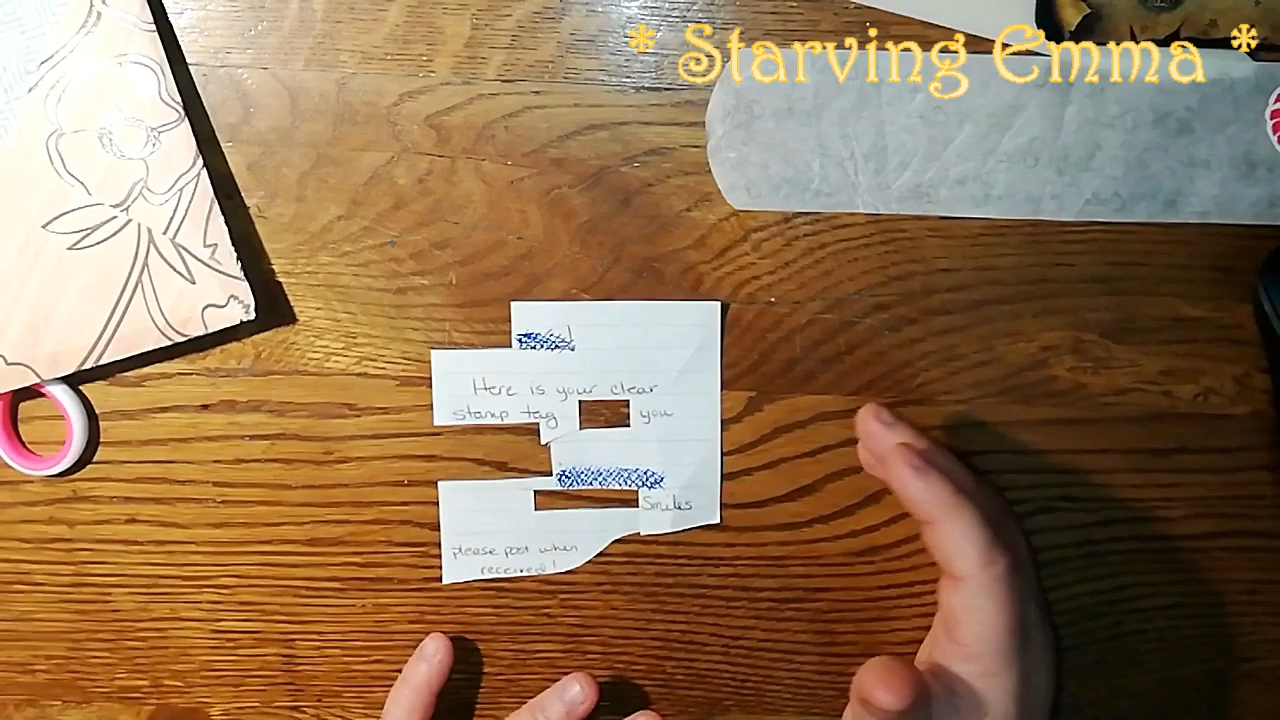 * Starving Emma *
Here is your clear
stamp tag you
Smiles
please post when
received!